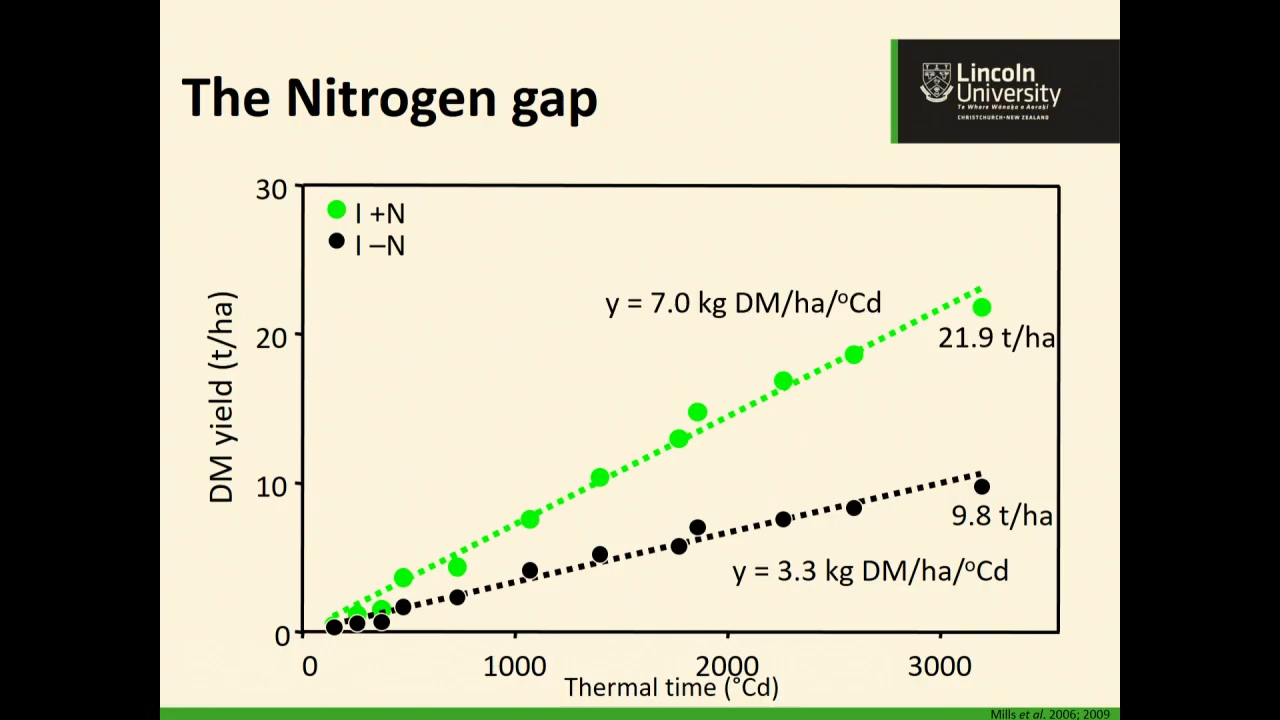 The Nitrogen gap
Lincoln
University
Te Whare Wānaka o Aoraki
CHRISTCHURCH•NEW ZEALAND
30
I +N
I –N
y = 7.0 kg DM/ha/ºCd
20
21.9 t/ha
DM yield (t/ha)
10
9.8 t/ha
y = 3.3 kg DM/ha/ºCd
0
0 1000 2000 3000
Thermal time (°Cd)
Mills et al. 2006; 2009